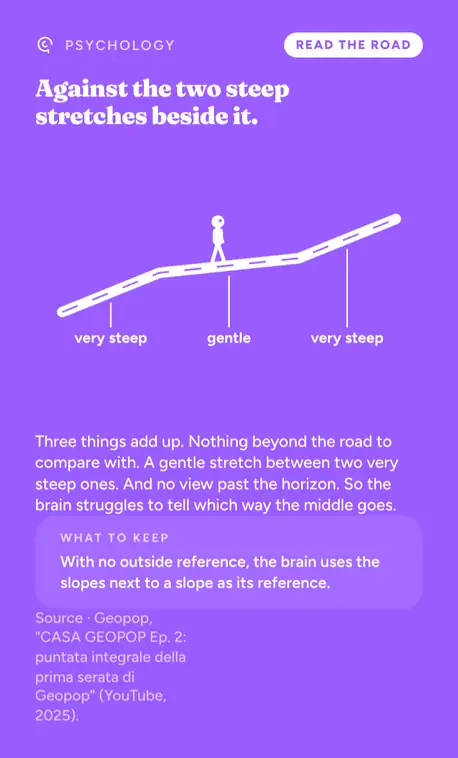 PSYCHOLOGY
READ THE ROAD
Against the two steep
stretches beside it.
very steep
gentle
very steep
Three things add up. Nothing beyond the road to
compare with. A gentle stretch between two very
steep ones. And no view past the horizon. So the
brain struggles to tell which way the middle goes.
WHAT TO KEEP
With no outside reference, the brain uses the
slopes next to a slope as its reference.
Source · Geopop,
"CASA GEOPOP Ep. 2:
puntata integrale della
prima serata di
Geopop" (YouTube,
2025).